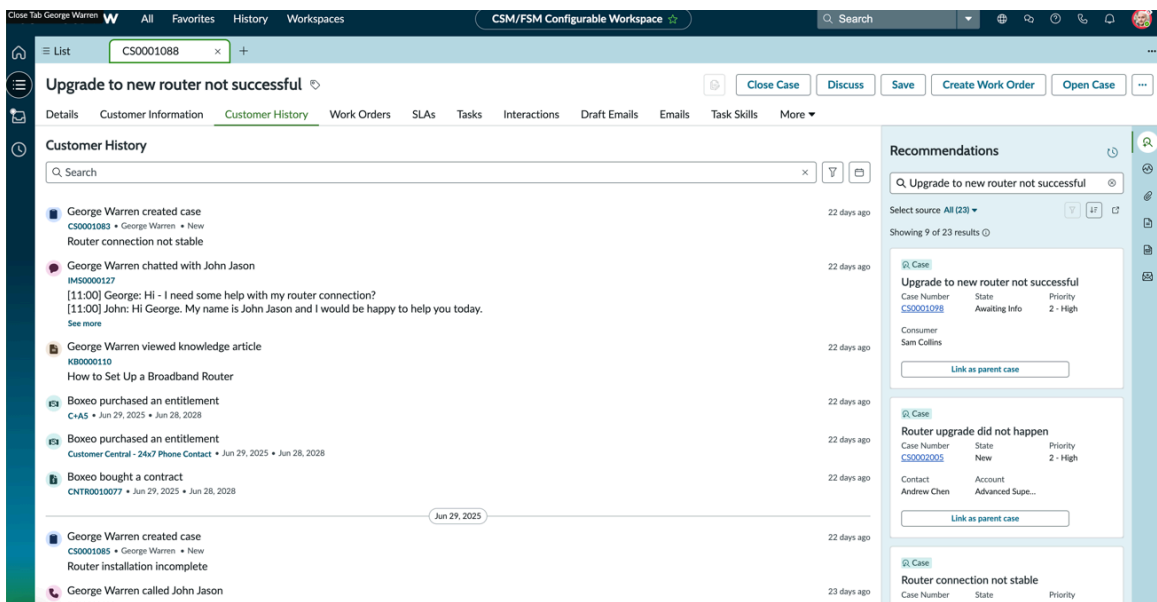 Close Tab George Warren
W All Favorites History Workspaces CSM/FSM Configurable Workspace Search
List CS0001088 × +
Upgrade to new router not successful
Close Case Discuss Save Create Work Order Open Case
Details Customer Information Customer History Work Orders SLAs Tasks Interactions Draft Emails Emails Task Skills More
Customer History
Search
George Warren created case 22 days ago
CS0001083 • George Warren • New
Router connection not stable
George Warren chatted with John Jason 22 days ago
IMS0000127
[11:00] George: Hi - I need some help with my router connection?
[11:00] John: Hi George. My name is John Jason and I would be happy to help you today.
See more
George Warren viewed knowledge article 22 days ago
KB0000110
How to Set Up a Broadband Router
Boxeo purchased an entitlement 22 days ago
C+A5 • Jun 29, 2025 • Jun 28, 2028
Boxeo purchased an entitlement 22 days ago
Customer Central - 24x7 Phone Contact • Jun 29, 2025 • Jun 28, 2028
Boxeo bought a contract 22 days ago
CNTR0010077 • Jun 29, 2025 • Jun 28, 2028
Jun 29, 2025
George Warren created case 22 days ago
CS0001085 • George Warren • New
Router installation incomplete
George Warren called John Jason 23 days ago
Recommendations
Upgrade to new router not successful
Select source All (23)
Showing 9 of 23 results
Case
Upgrade to new router not successful
Case Number State Priority
CS0001098 Awaiting Info 2 - High
Consumer
Sam Collins
Link as parent case
Case
Router upgrade did not happen
Case Number State Priority
CS0002005 New 2 - High
Contact Account
Andrew Chen Advanced Supe...
Link as parent case
Case
Router connection not stable
Case Number State Priority